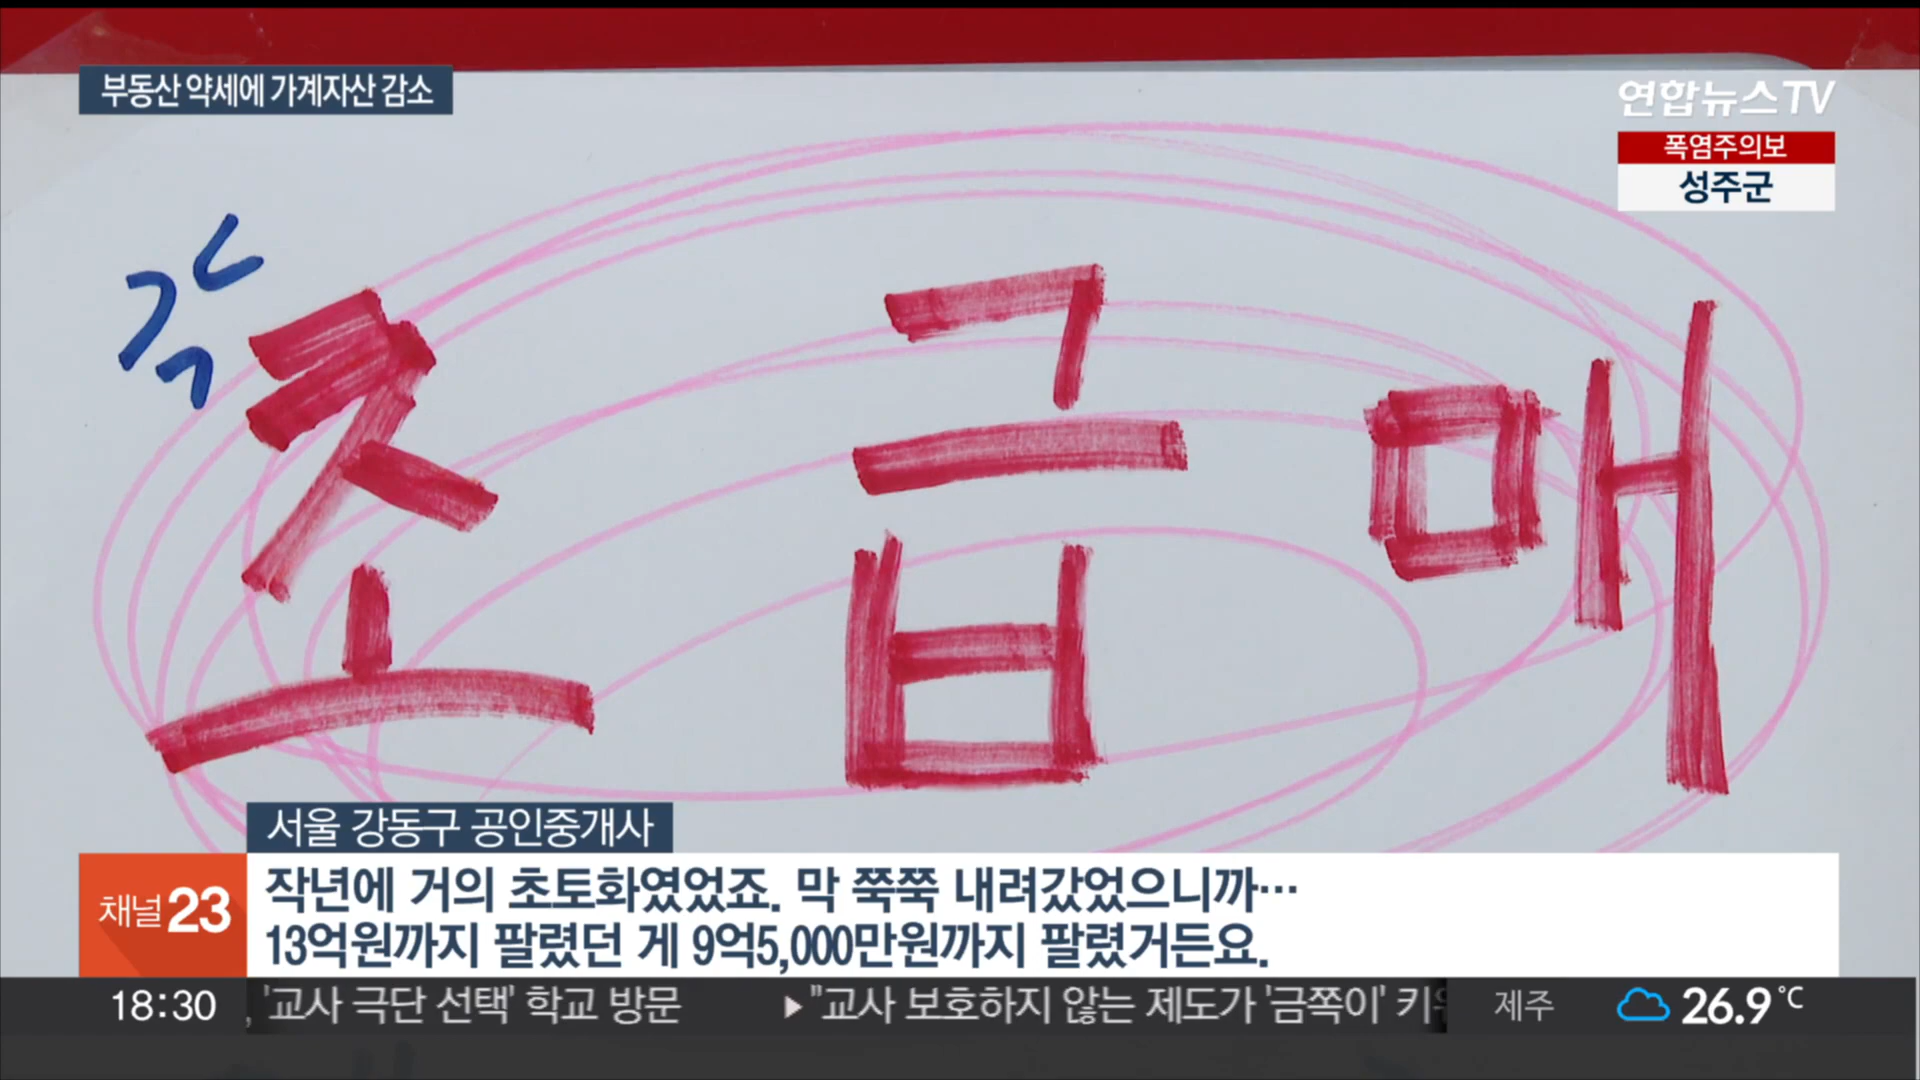 부동산 약세에 가계자산 감소
연합뉴스TV
폭염주의보
성주군
각
초급매
서울 강동구 공인중개사
채널23
작년에 거의 초토화였었죠. 막 쭉쭉 내려갔었으니까…
13억원까지 팔렸던 게 9억5,000만원까지 팔렸거든요.
18:30 , '교사 극단 선택' 학교 방문 ▶"교사 보호하지 않는 제도가 '금쪽이' 키 제주 26.9℃